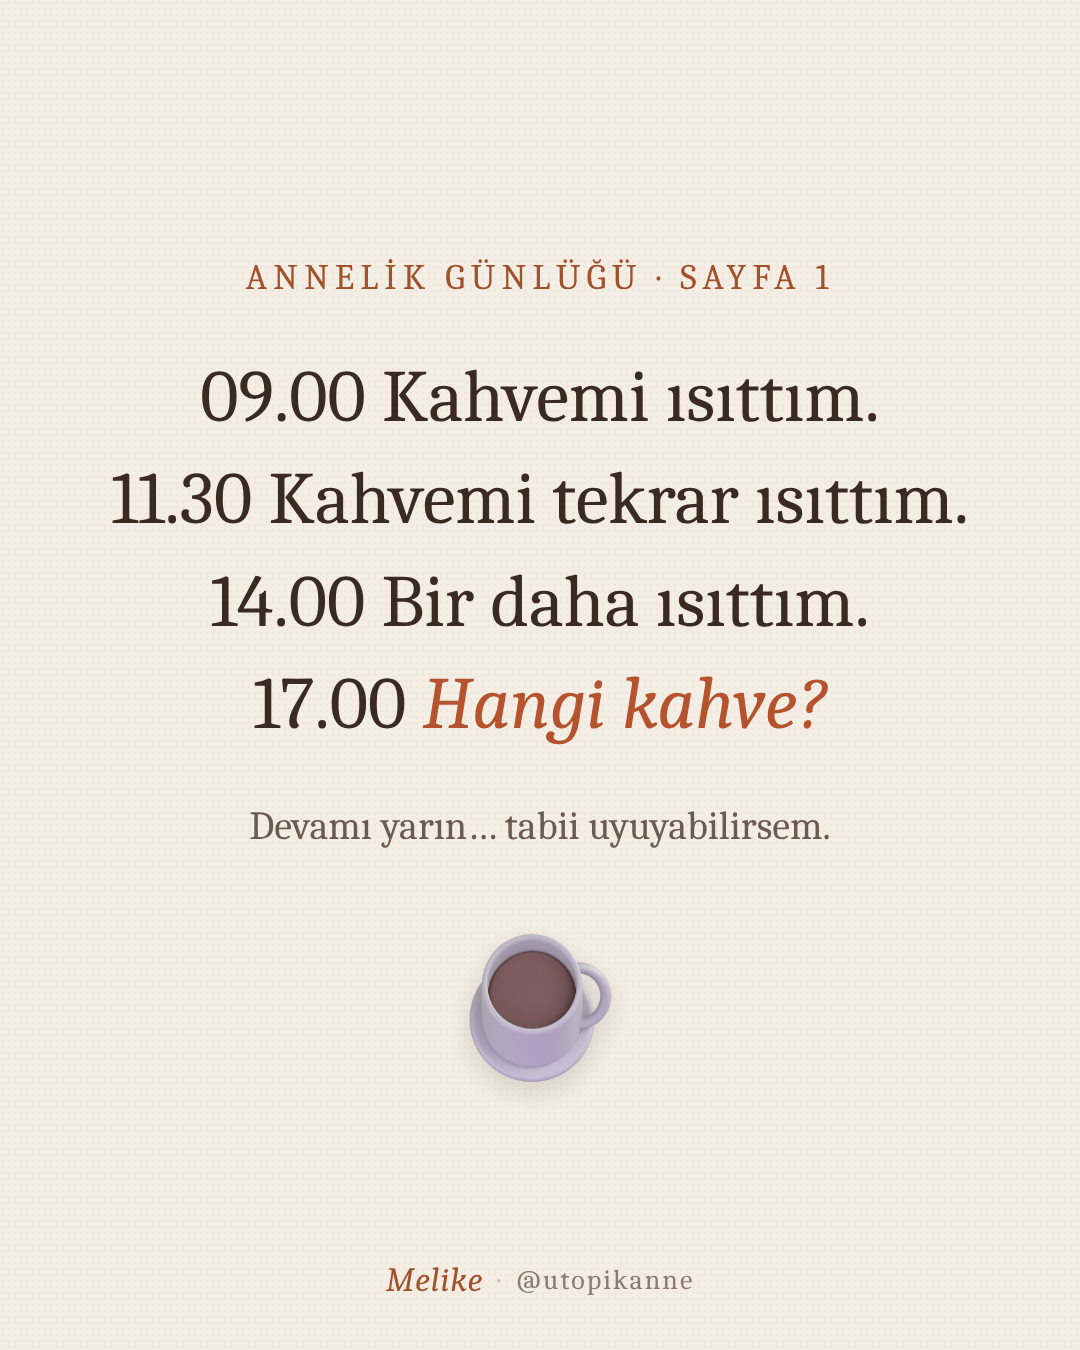 ANNELİK GÜNLÜĞÜ · SAYFA 1
09.00 Kahvemi ısıttım.
11.30 Kahvemi tekrar ısıttım.
14.00 Bir daha ısıttım.
17.00 Hangi kahve?
Devamı yarın… tabii uyuyabilirsem.
Melike · @utopikanne